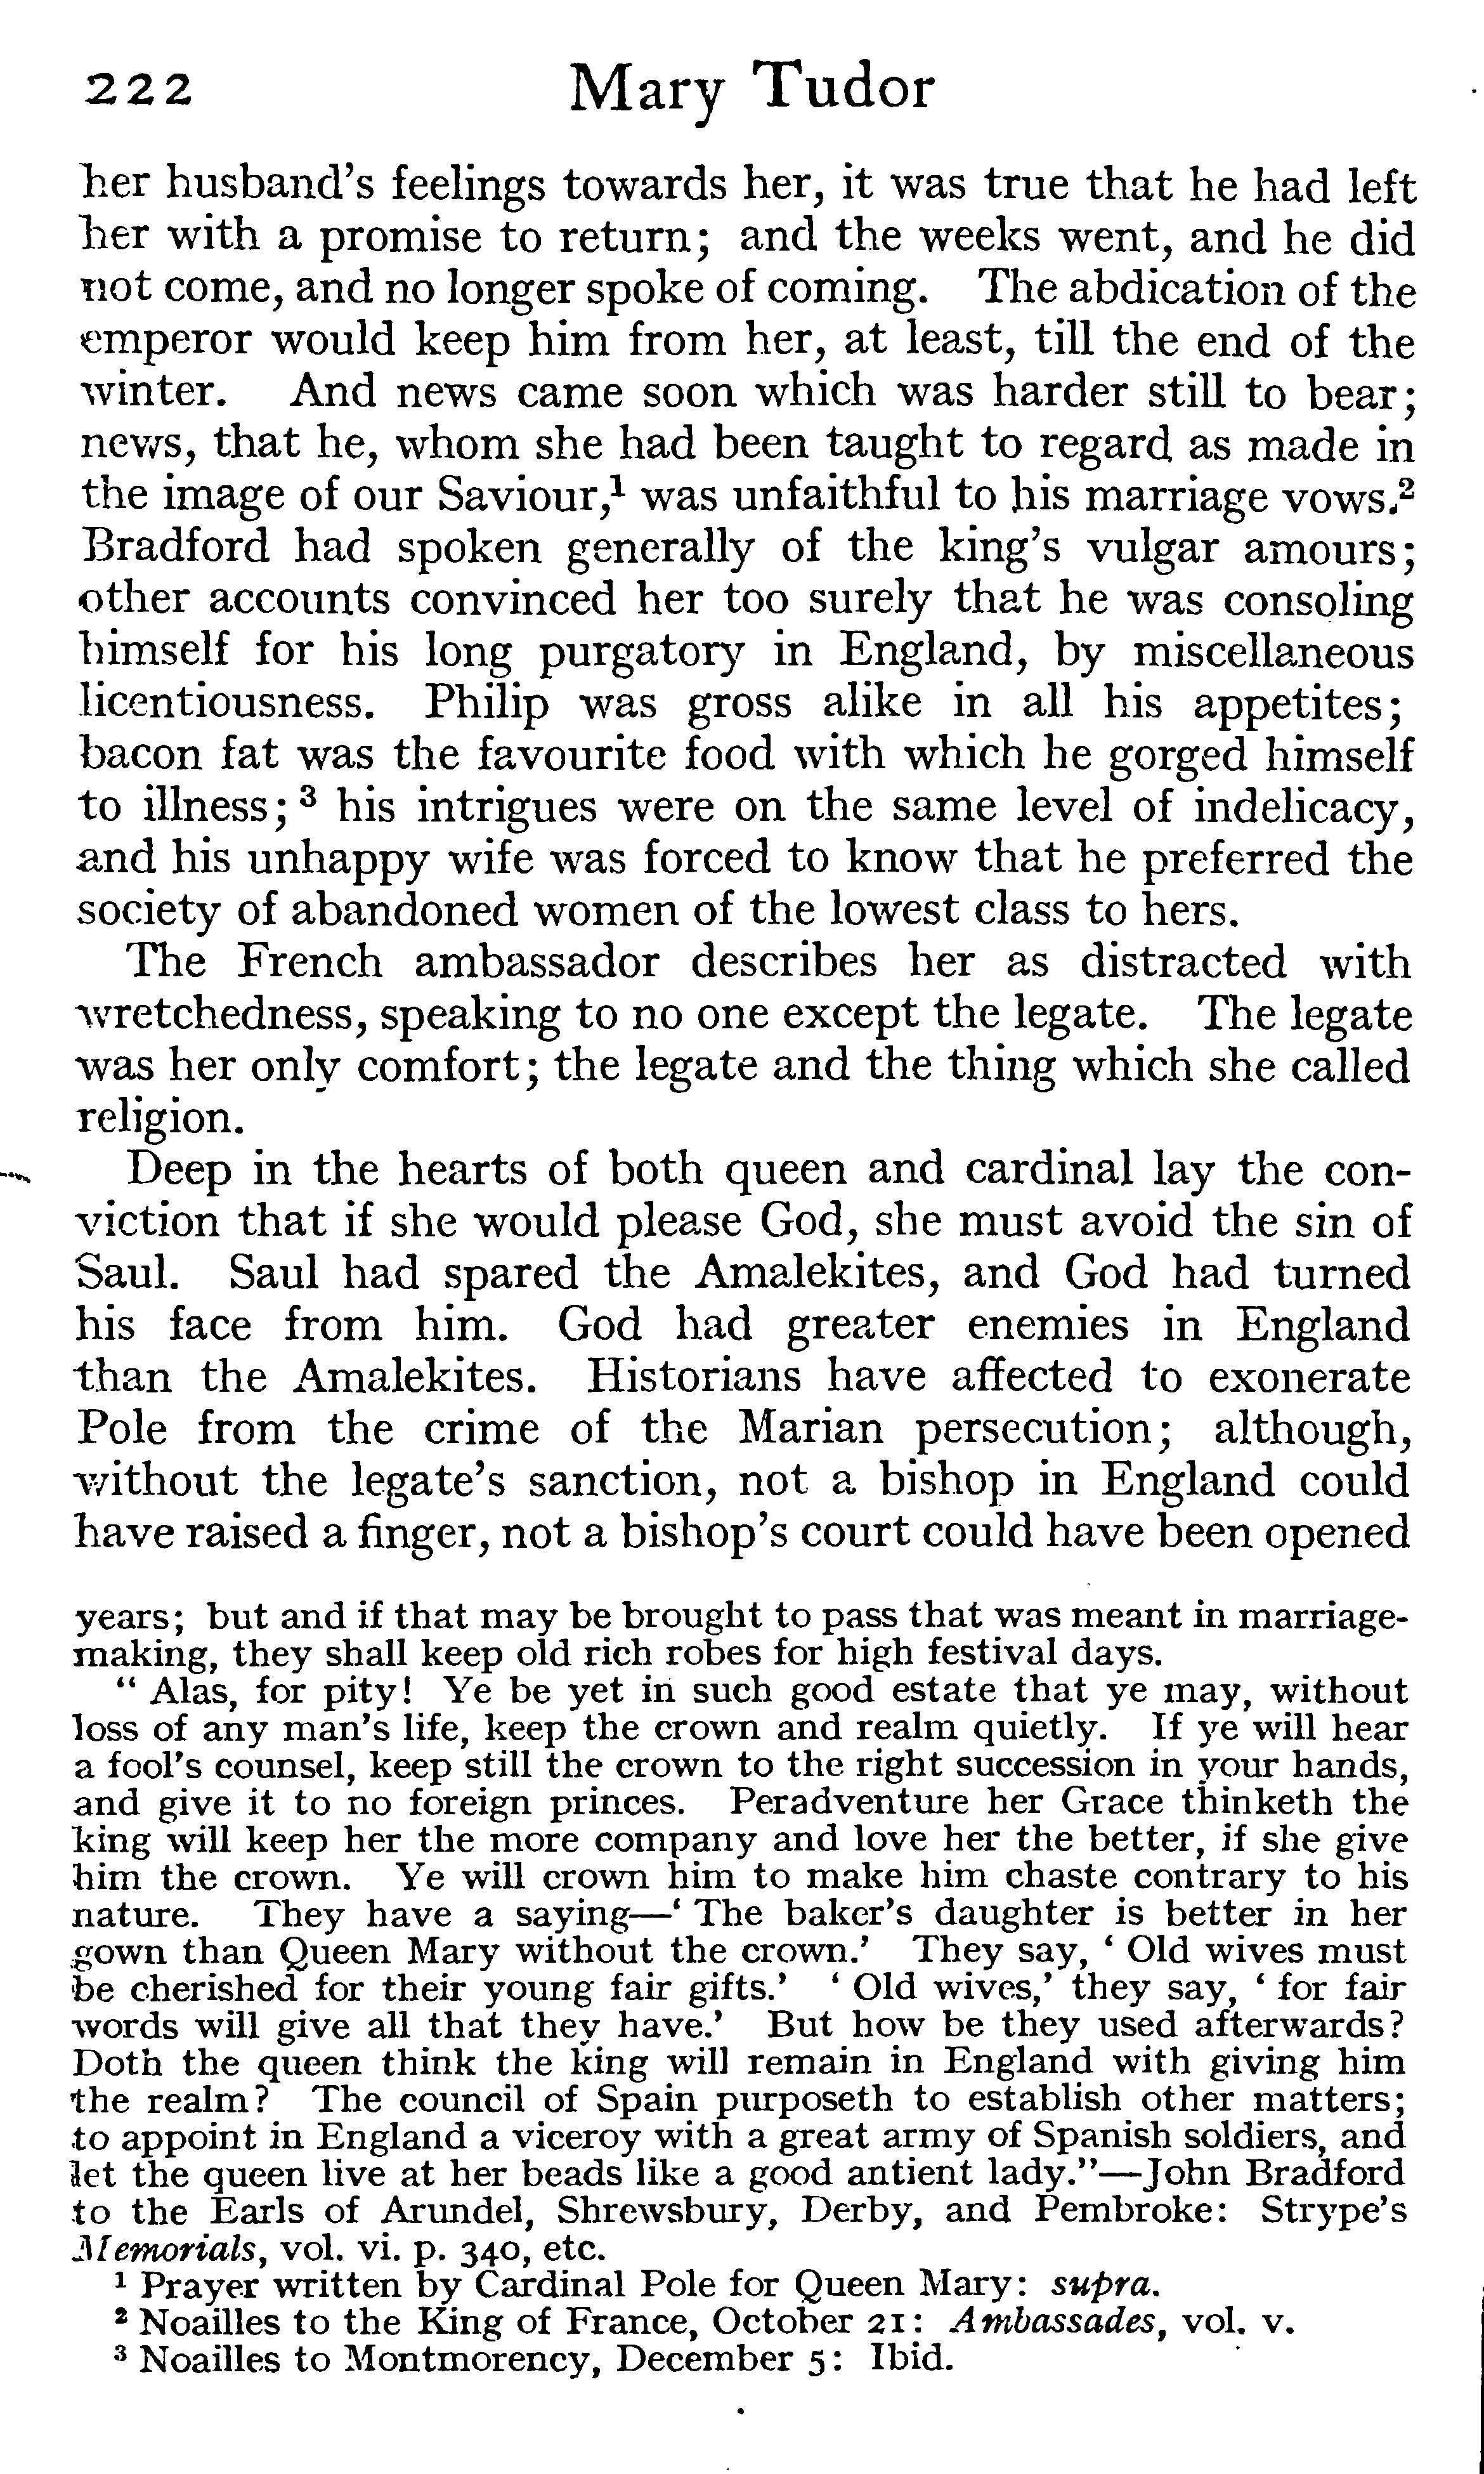 222 Mary Tudor
her husband's feelings towards her, it was true that he had left
her with a promise to return; and the weeks went, and he did
not come, and no longer spoke of coming. The abdication of the
emperor would keep him from her, at least, till the end of the
winter. And news came soon which was harder still to bear;
news, that he, whom she had been taught to regard as made in
the image of our Saviour,¹ was unfaithful to his marriage vows.²
Bradford had spoken generally of the king's vulgar amours;
other accounts convinced her too surely that he was consoling
himself for his long purgatory in England, by miscellaneous
licentiousness. Philip was gross alike in all his appetites;
bacon fat was the favourite food with which he gorged himself
to illness;³ his intrigues were on the same level of indelicacy,
and his unhappy wife was forced to know that he preferred the
society of abandoned women of the lowest class to hers.
The French ambassador describes her as distracted with
wretchedness, speaking to no one except the legate. The legate
was her only comfort; the legate and the thing which she called
religion.
Deep in the hearts of both queen and cardinal lay the con-
viction that if she would please God, she must avoid the sin of
Saul. Saul had spared the Amalekites, and God had turned
his face from him. God had greater enemies in England
than the Amalekites. Historians have affected to exonerate
Pole from the crime of the Marian persecution; although,
without the legate's sanction, not a bishop in England could
have raised a finger, not a bishop's court could have been opened
years; but and if that may be brought to pass that was meant in marriage-
making, they shall keep old rich robes for high festival days.
"Alas, for pity! Ye be yet in such good estate that ye may, without
loss of any man's life, keep the crown and realm quietly. If ye will hear
a fool's counsel, keep still the crown to the right succession in your hands,
and give it to no foreign princes. Peradventure her Grace thinketh the
king will keep her the more company and love her the better, if she give
him the crown. Ye will crown him to make him chaste contrary to his
nature. They have a saying—'The baker's daughter is better in her
gown than Queen Mary without the crown.' They say, 'Old wives must
be cherished for their young fair gifts.' 'Old wives,' they say, 'for fair
words will give all that they have.' But how be they used afterwards?
Doth the queen think the king will remain in England with giving him
the realm? The council of Spain purposeth to establish other matters;
to appoint in England a viceroy with a great army of Spanish soldiers, and
let the queen live at her beads like a good antient lady."—John Bradford
to the Earls of Arundel, Shrewsbury, Derby, and Pembroke: Strype's
Memorials, vol. vi. p. 340, etc.
¹ Prayer written by Cardinal Pole for Queen Mary: supra.
² Noailles to the King of France, October 21: Ambassades, vol. v.
³ Noailles to Montmorency, December 5: Ibid.